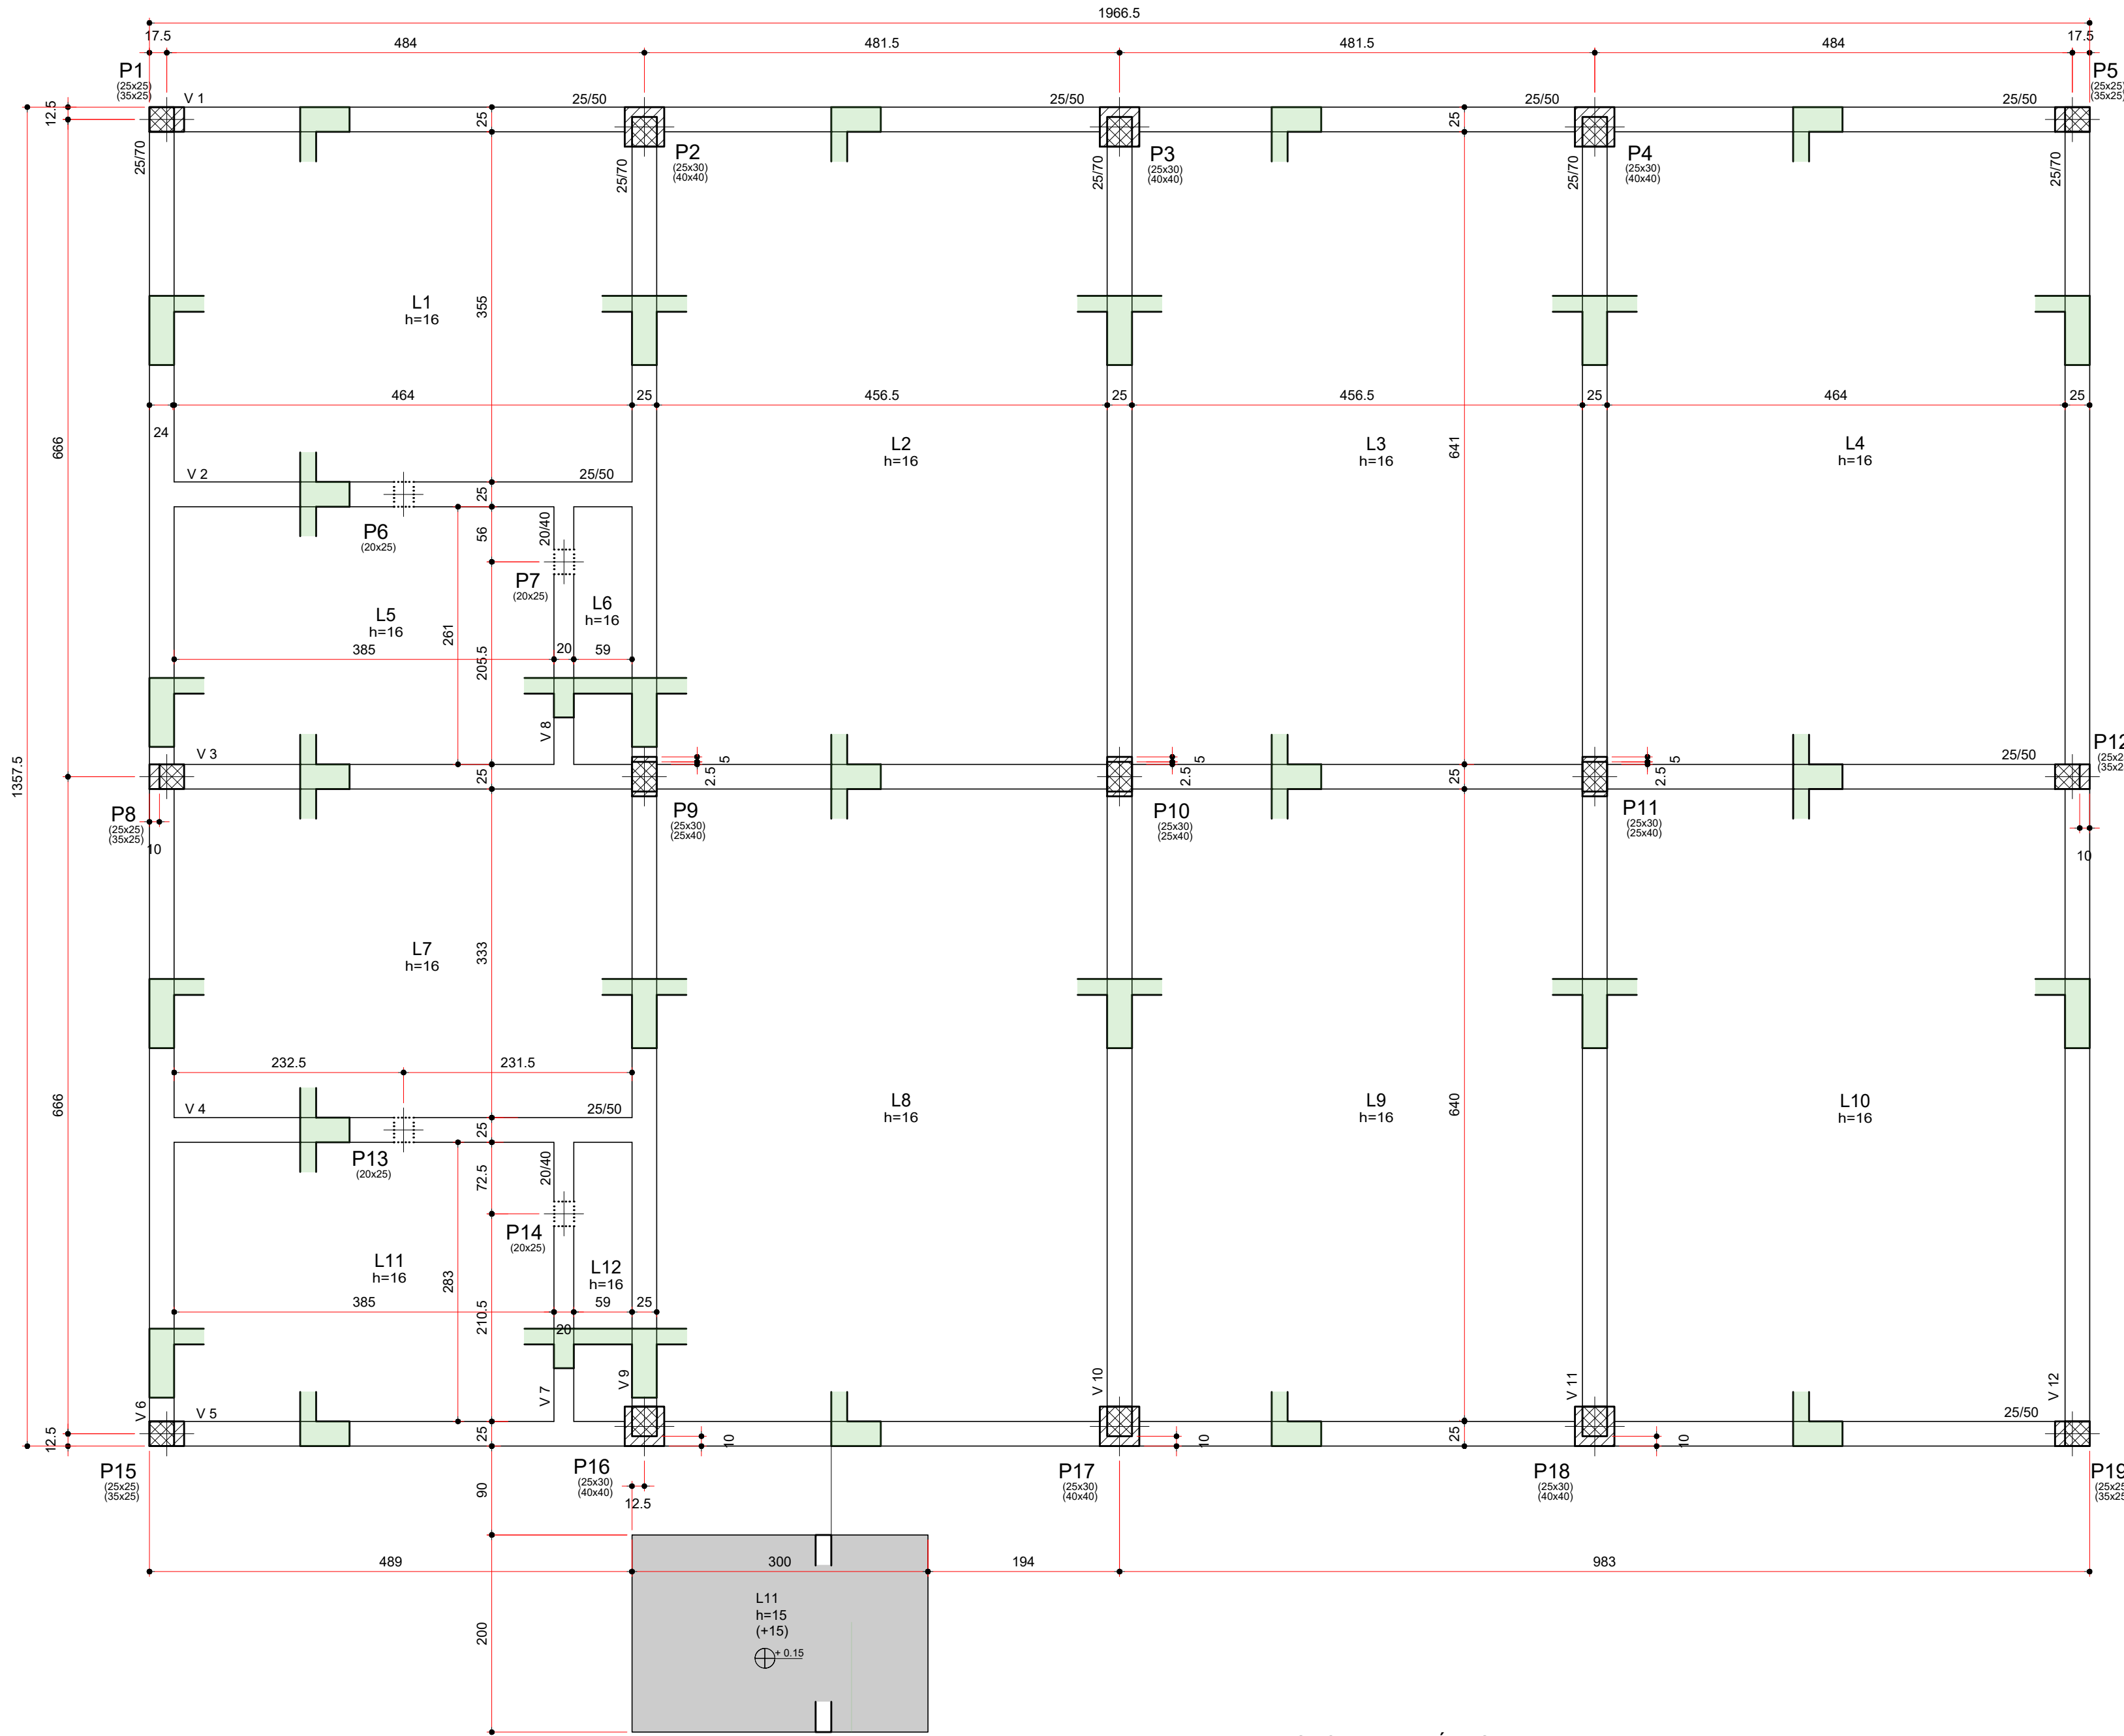 1966.5
17.5
484
481.5
481.5
484
17.5
P1
(25x25)
(35x25)
P5
(25x25)
(35x25)
12.5
V 1
25/50
25/50
25/50
25/50
25
25
25/70
25/70
25/70
25/70
25/70
P2
(25x30)
(40x40)
P3
(25x30)
(40x40)
P4
(25x30)
(40x40)
L1
h=16
355
464
25
456.5
25
456.5
25
464
25
24
666
L2
h=16
L3
h=16
641
L4
h=16
V 2
25/50
25
56
20/40
P6
(20x25)
P7
(20x25)
L5
h=16
L6
h=16
261
205.5
385
20
59
V 8
V 3
25
5
2.5
5
2.5
5
2.5
25
25/50
P12
1357.5
P8
(25x25)
(35x25)
10
P9
(25x30)
(25x40)
P10
(25x30)
(25x40)
P11
(25x30)
(25x40)
10
L7
h=16
333
232.5
231.5
666
V 4
25/50
25
L8
h=16
L9
h=16
640
L10
h=16
P13
(20x25)
72.5
20/40
P14
(20x25)
L11
h=16
L12
h=16
283
210.5
385
59
25
20
V 6
V 5
V 7
V 9
V 10
V 11
V 12
25/50
12.5
25
10
10
25
10
P15
(25x25)
(35x25)
P16
(25x30)
(40x40)
12.5
P17
(25x30)
(40x40)
P18
(25x30)
(40x40)
P19
90
489
300
194
983
L11
h=15
(+15)
+ 0.15
200